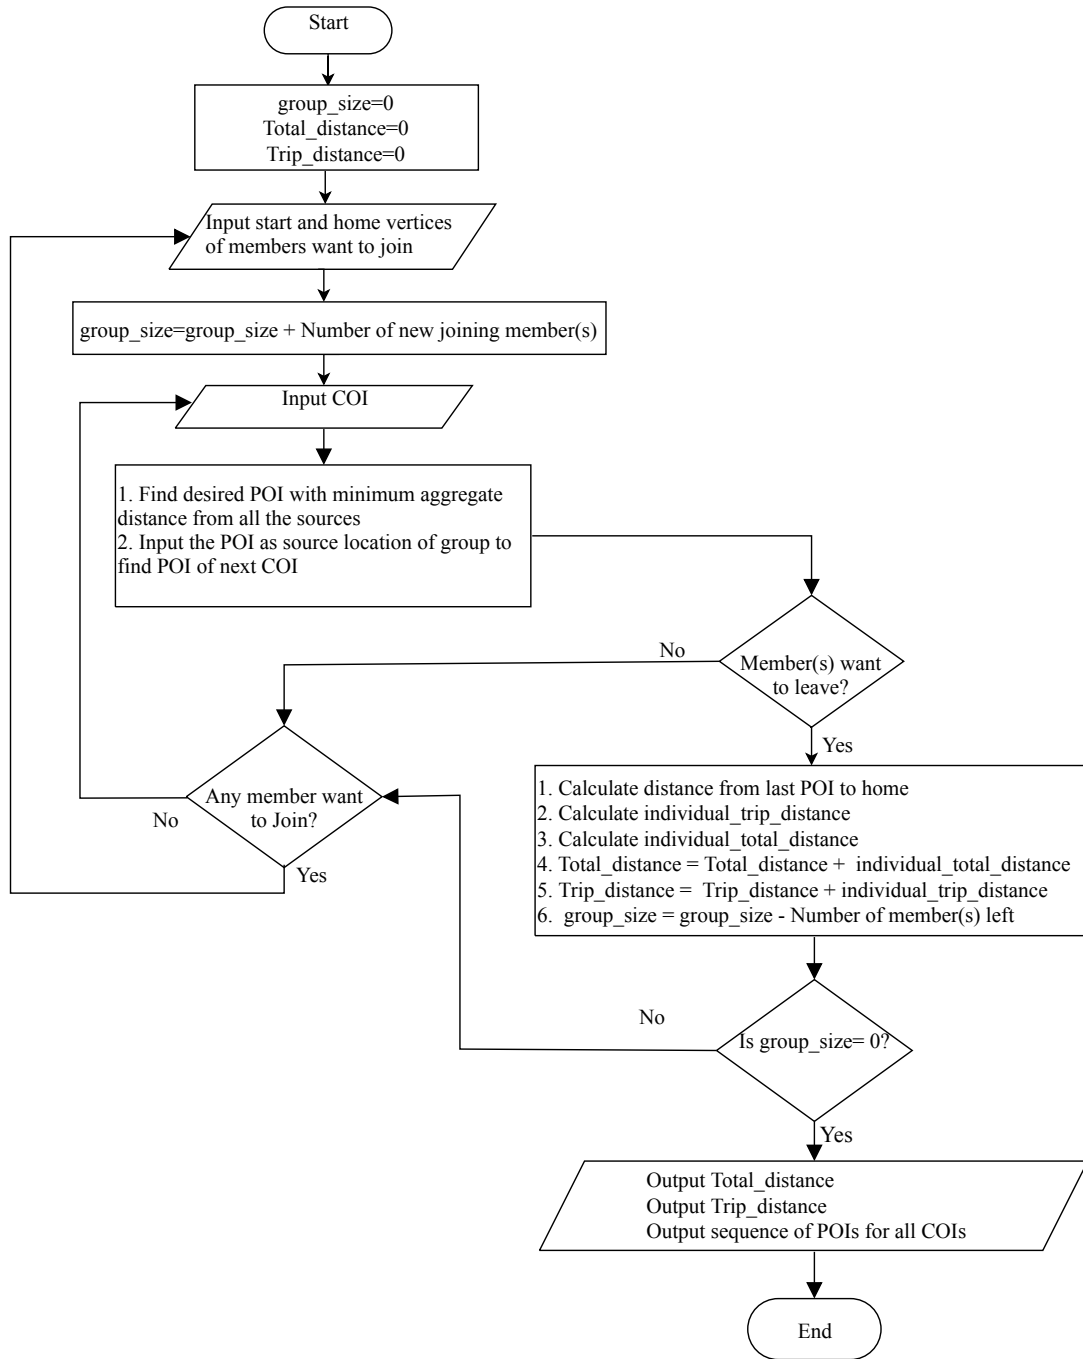 Start
group_size=0
Total_distance=0
Trip_distance=0
Input start and home vertices
of members want to join
group_size=group_size + Number of new joining member(s)
Input COI
1. Find desired POI with minimum aggregate
distance from all the sources
2. Input the POI as source location of group to
find POI of next COI
No
Member(s) want
to leave?
Yes
Any member want
to Join?
No
Yes
1. Calculate distance from last POI to home
2. Calculate individual_trip_distance
3. Calculate individual_total_distance
4. Total_distance = Total_distance + individual_total_distance
5. Trip_distance = Trip_distance + individual_trip_distance
6. group_size = group_size - Number of member(s) left
No
Is group_size= 0?
Yes
Output Total_distance
Output Trip_distance
Output sequence of POIs for all COIs
End